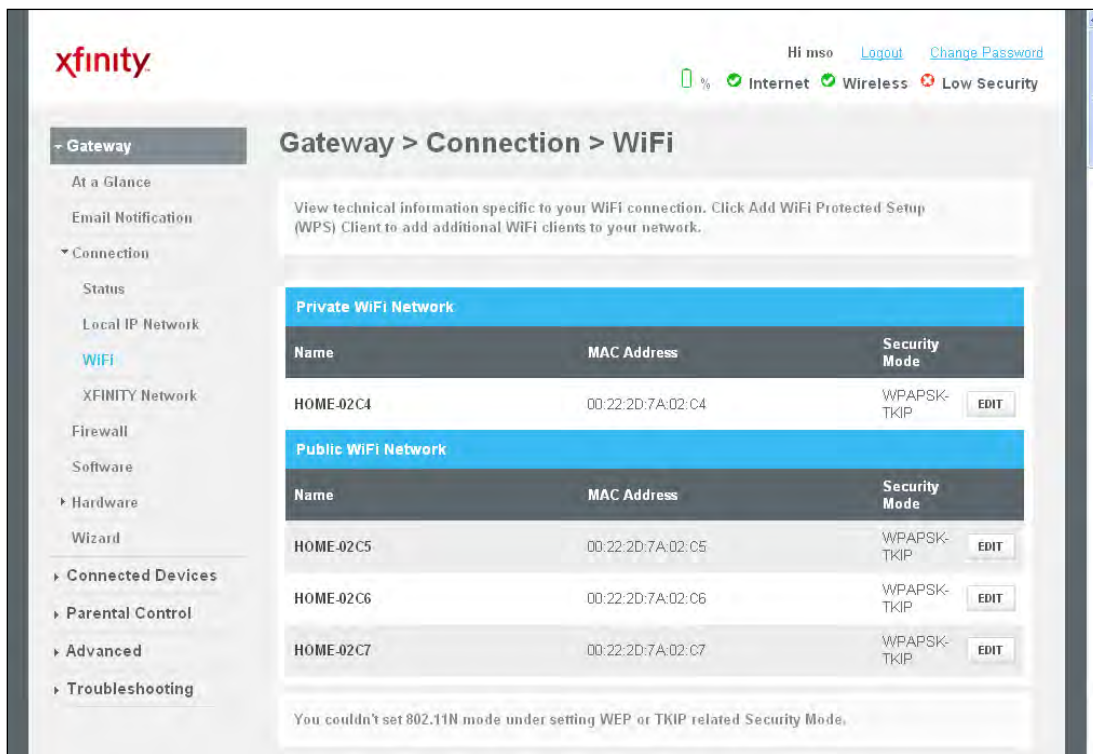 xfinity
Hi mso Logout Change Password
% Internet Wireless Low Security
Gateway
At a Glance
Email Notification
Connection
Status
Local IP Network
WiFi
XFINITY Network
Firewall
Software
Hardware
Wizard
Connected Devices
Parental Control
Advanced
Troubleshooting
Gateway > Connection > WiFi
View technical information specific to your WiFi connection. Click Add WiFi Protected Setup
(WPS) Client to add additional WiFi clients to your network.
Private WiFi Network
Name MAC Address Security
Mode
HOME-02C4 00:22:2D:7A:02:C4 WPAPSK-
TKIP EDIT
Public WiFi Network
Name MAC Address Security
Mode
HOME-02C5 00:22:2D:7A:02:C5 WPAPSK-
TKIP EDIT
HOME-02C6 00:22:2D:7A:02:C6 WPAPSK-
TKIP EDIT
HOME-02C7 00:22:2D:7A:02:C7 WPAPSK-
TKIP EDIT
You couldn't set 802.11N mode under setting WEP or TKIP related Security Mode.